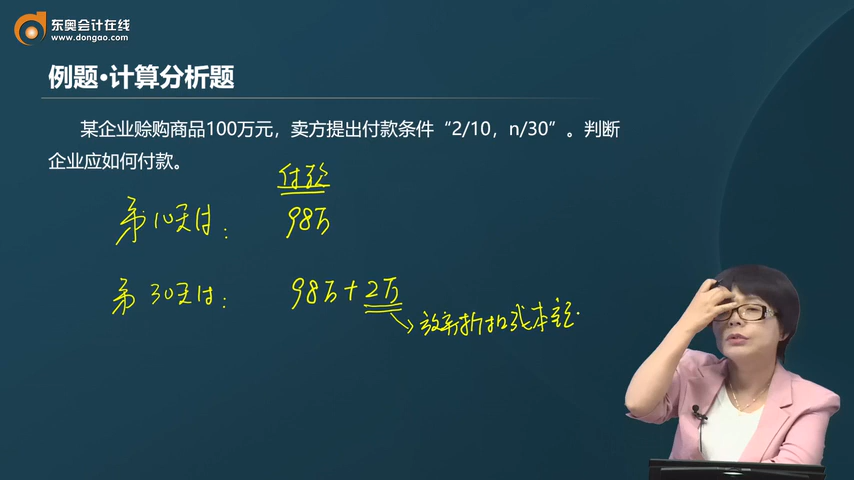 东奥会计在线
www.dongao.com
例题·计算分析题
某企业赊购商品100万元，卖方提出付款条件“2/10，n/30”。判断
企业应如何付款。
付款
第10天付： 98万
第30天付： 98万+2万
放弃折扣成本